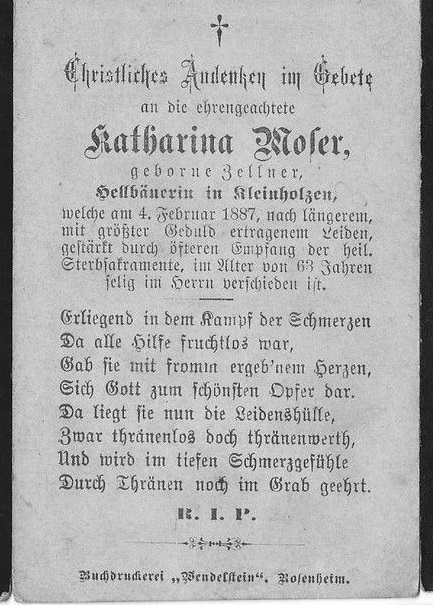 Christliches Andenken im Gebete
an die ehrengeachtete
Katharina Moser,
geborne Zellner,
Hellbäuerin in Kleinholzen,
welche am 4. Februar 1887, nach längerem,
mit größter Geduld ertragenem Leiden,
gestärkt durch öfteren Empfang der heil.
Sterbsakramente, im Alter von 63 Jahren
selig im Herrn verschieden ist.
Erliegend in dem Kampf der Schmerzen
Da alle Hilfe fruchtlos war,
Gab sie mit fromm ergeb'nem Herzen,
Sich Gott zum schönsten Opfer dar.
Da liegt sie nun die Leidenshülle,
Zwar thränenlos doch thränenwerth,
Und wird im tiefen Schmerzgefühle
Durch Thränen noch im Grab geehrt.
R. I. P.
Buchdruckerei „Wendelstein“, Rosenheim.